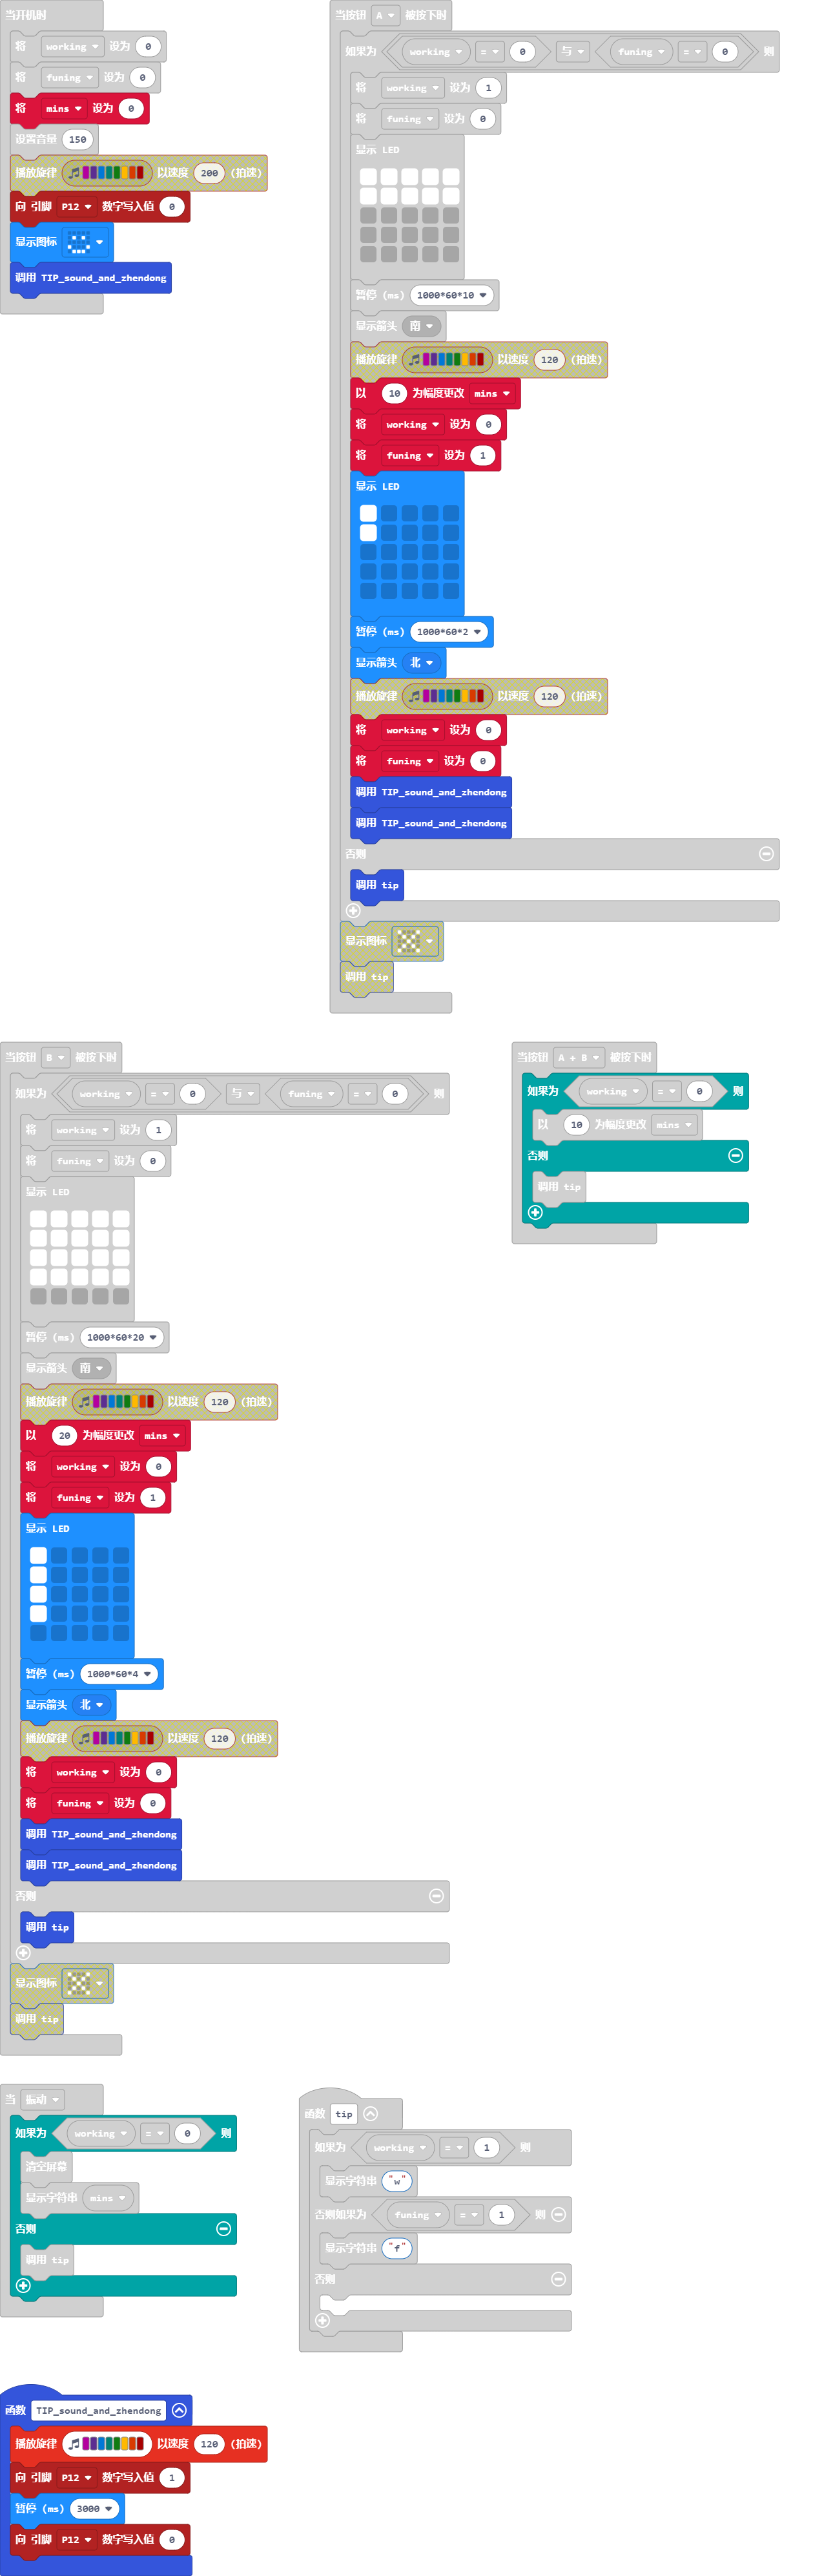 当开机时
将 working 设为 0
将 funing 设为 0
将 mins 设为 0
设置音量 150
播放旋律 以速度 200 (拍速)
向 引脚 P12 数字写入值 0
显示图标
调用 TIP_sound_and_zhendong
当按钮 A 被按下时
如果为 working = 0 与 funing = 0 则
将 working 设为 1
将 funing 设为 0
显示 LED
暂停 (ms) 1000*60*10
显示箭头 南
播放旋律 以速度 120 (拍速)
以 10 为幅度更改 mins
将 working 设为 0
将 funing 设为 1
显示 LED
暂停 (ms) 1000*60*2
显示箭头 北
播放旋律 以速度 120 (拍速)
将 working 设为 0
将 funing 设为 0
调用 TIP_sound_and_zhendong
调用 TIP_sound_and_zhendong
否则
调用 tip
显示图标
调用 tip
当按钮 B 被按下时
如果为 working = 0 与 funing = 0 则
将 working 设为 1
将 funing 设为 0
显示 LED
暂停 (ms) 1000*60*20
显示箭头 南
播放旋律 以速度 120 (拍速)
以 20 为幅度更改 mins
将 working 设为 0
将 funing 设为 1
显示 LED
暂停 (ms) 1000*60*4
显示箭头 北
播放旋律 以速度 120 (拍速)
将 working 设为 0
将 funing 设为 0
调用 TIP_sound_and_zhendong
调用 TIP_sound_and_zhendong
否则
调用 tip
显示图标
调用 tip
当按钮 A + B 被按下时
如果为 working = 0 则
以 10 为幅度更改 mins
否则
调用 tip
当 振动
如果为 working = 0 则
清空屏幕
显示字符串 mins
否则
调用 tip
函数 tip
如果为 working = 1 则
显示字符串 "w"
否则如果为 funing = 1 则
显示字符串 "f"
否则
函数 TIP_sound_and_zhendong
播放旋律 以速度 120 (拍速)
向 引脚 P12 数字写入值 1
暂停 (ms) 3000
向 引脚 P12 数字写入值 0